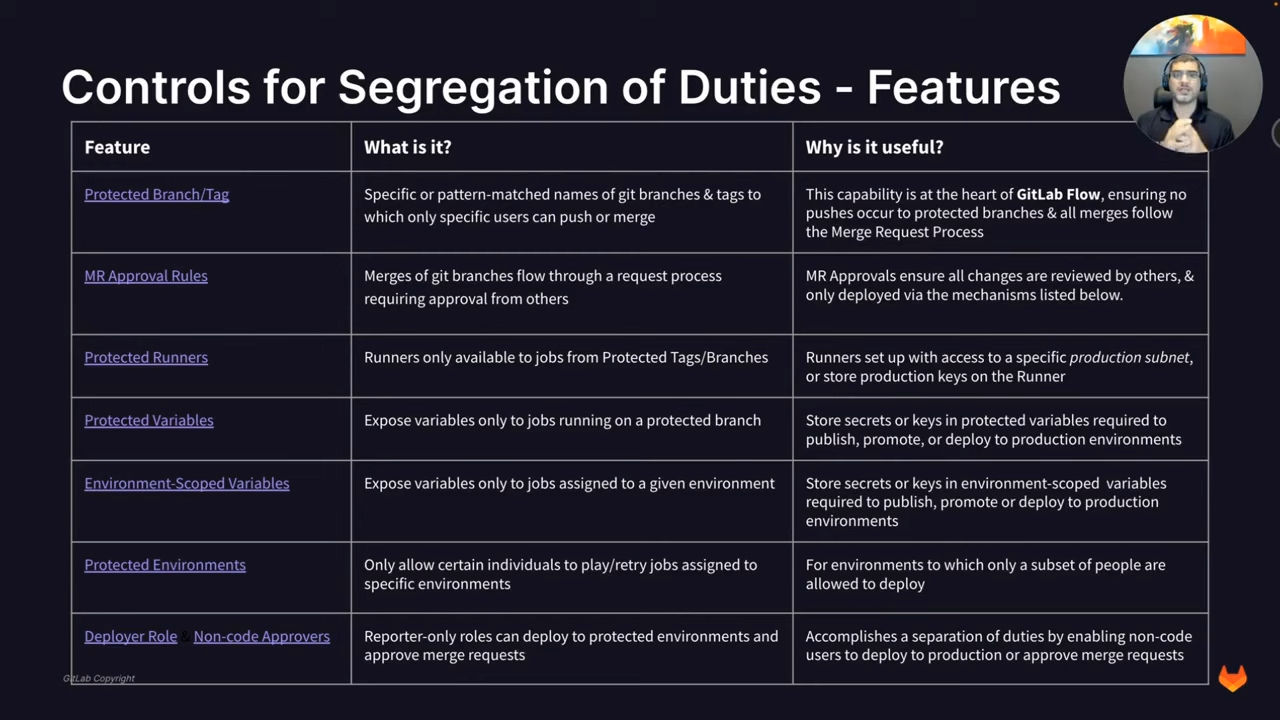 Controls for Segregation of Duties - Features
Feature
What is it?
Why is it useful?
Protected Branch/Tag
Specific or pattern-matched names of git branches & tags to
which only specific users can push or merge
This capability is at the heart of GitLab Flow, ensuring no
pushes occur to protected branches & all merges follow
the Merge Request Process
MR Approval Rules
Merges of git branches flow through a request process
requiring approval from others
MR Approvals ensure all changes are reviewed by others, &
only deployed via the mechanisms listed below.
Protected Runners
Runners only available to jobs from Protected Tags/Branches
Runners set up with access to a specific production subnet,
or store production keys on the Runner
Protected Variables
Expose variables only to jobs running on a protected branch
Store secrets or keys in protected variables required to
publish, promote, or deploy to production environments
Environment-Scoped Variables
Expose variables only to jobs assigned to a given environment
Store secrets or keys in environment-scoped variables
required to publish, promote or deploy to production
environments
Protected Environments
Only allow certain individuals to play/retry jobs assigned to
specific environments
For environments to which only a subset of people are
allowed to deploy
Deployer Role & Non-code Approvers
Reporter-only roles can deploy to protected environments and
approve merge requests
Accomplishes a separation of duties by enabling non-code
users to deploy to production or approve merge requests
GitLab Copyright